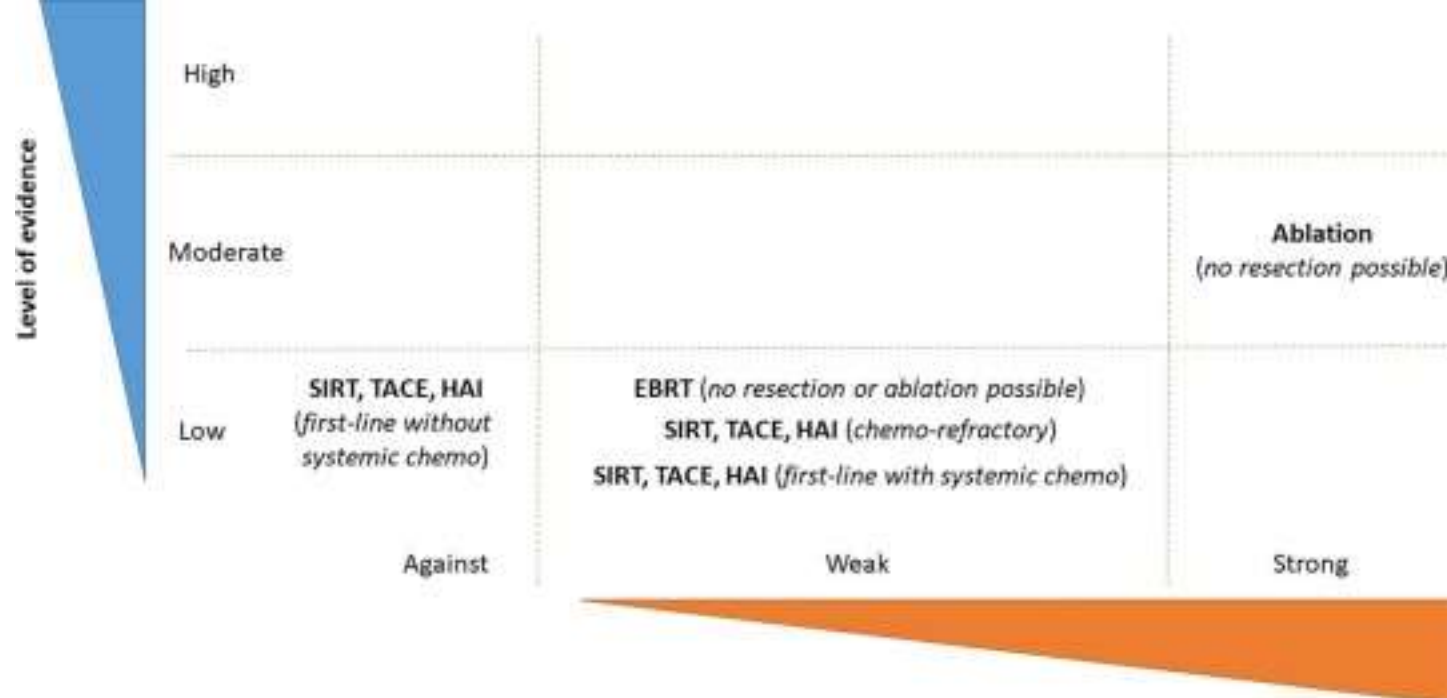 Level of evidence
High
Moderate
Ablation
(no resection possible)
Low
SIRT, TACE, HAI
(first-line without
systemic chemo)
EBRT (no resection or ablation possible)
SIRT, TACE, HAI (chemo-refractory)
SIRT, TACE, HAI (first-line with systemic chemo)
Against
Weak
Strong